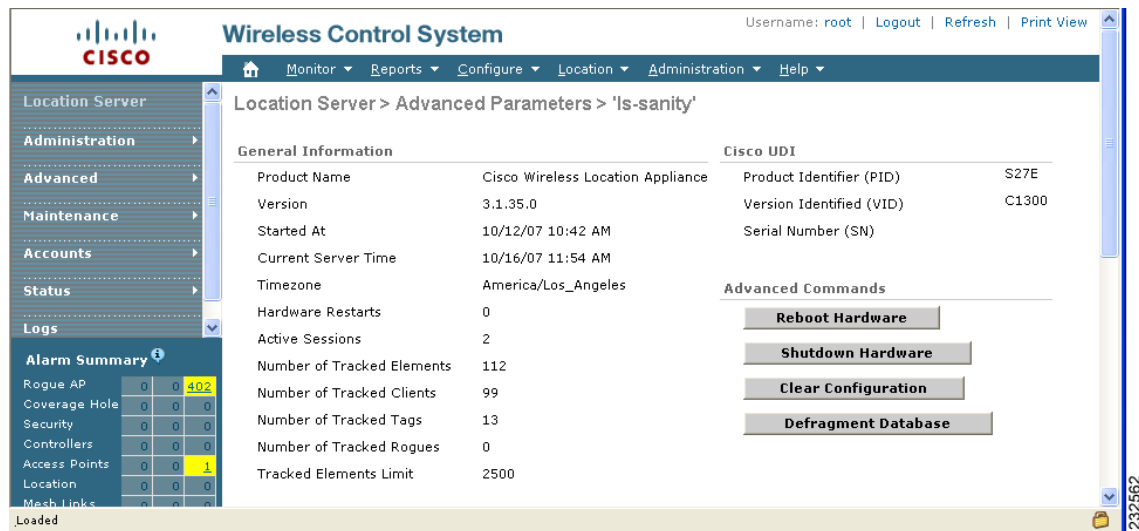 CISCO
Wireless Control System
Username: root | Logout | Refresh | Print View
Monitor Reports Configure Location Administration Help
Location Server
Administration
Advanced
Maintenance
Accounts
Status
Logs
Alarm Summary
Rogue AP 0 0 402
Coverage Hole 0 0 0
Security 0 0 0
Controllers 0 0 0
Access Points 0 0 1
Location 0 0 0
Mesh Links 0 0 0
Location Server > Advanced Parameters > 'ls-sanity'
General Information
Product Name Cisco Wireless Location Appliance
Version 3.1.35.0
Started At 10/12/07 10:42 AM
Current Server Time 10/16/07 11:54 AM
Timezone America/Los_Angeles
Hardware Restarts 0
Active Sessions 2
Number of Tracked Elements 112
Number of Tracked Clients 99
Number of Tracked Tags 13
Number of Tracked Rogues 0
Tracked Elements Limit 2500
Cisco UDI
Product Identifier (PID) S27E
Version Identified (VID) C1300
Serial Number (SN)
Advanced Commands
Reboot Hardware
Shutdown Hardware
Clear Configuration
Defragment Database
Loaded
232562